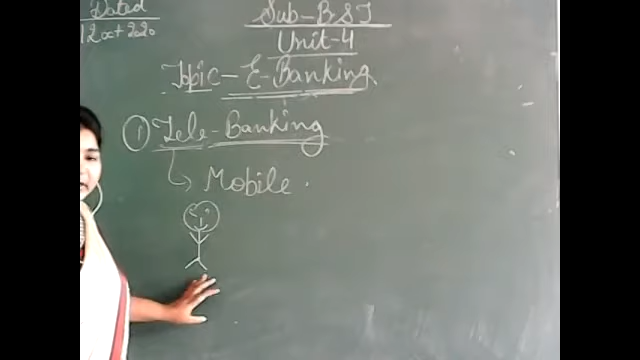 Dated
12 Oct 2020
Sub-BST
Unit-4
Topic-E-Banking
① Tele-Banking
↳ Mobile.